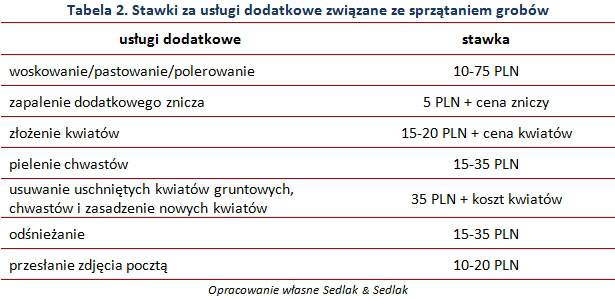 Tabela 2. Stawki za usługi dodatkowe związane ze sprzątaniem grobów
usługi dodatkowe stawka
woskowanie/pastowanie/polerowanie 10-75 PLN
zapalenie dodatkowego znicza 5 PLN + cena zniczy
złożenie kwiatów 15-20 PLN + cena kwiatów
pielenie chwastów 15-35 PLN
usuwanie uschniętych kwiatów gruntowych,
chwastów i zasadzenie nowych kwiatów 35 PLN + koszt kwiatów
odśnieżanie 15-35 PLN
przesłanie zdjęcia pocztą 10-20 PLN
Opracowanie własne Sedlak & Sedlak